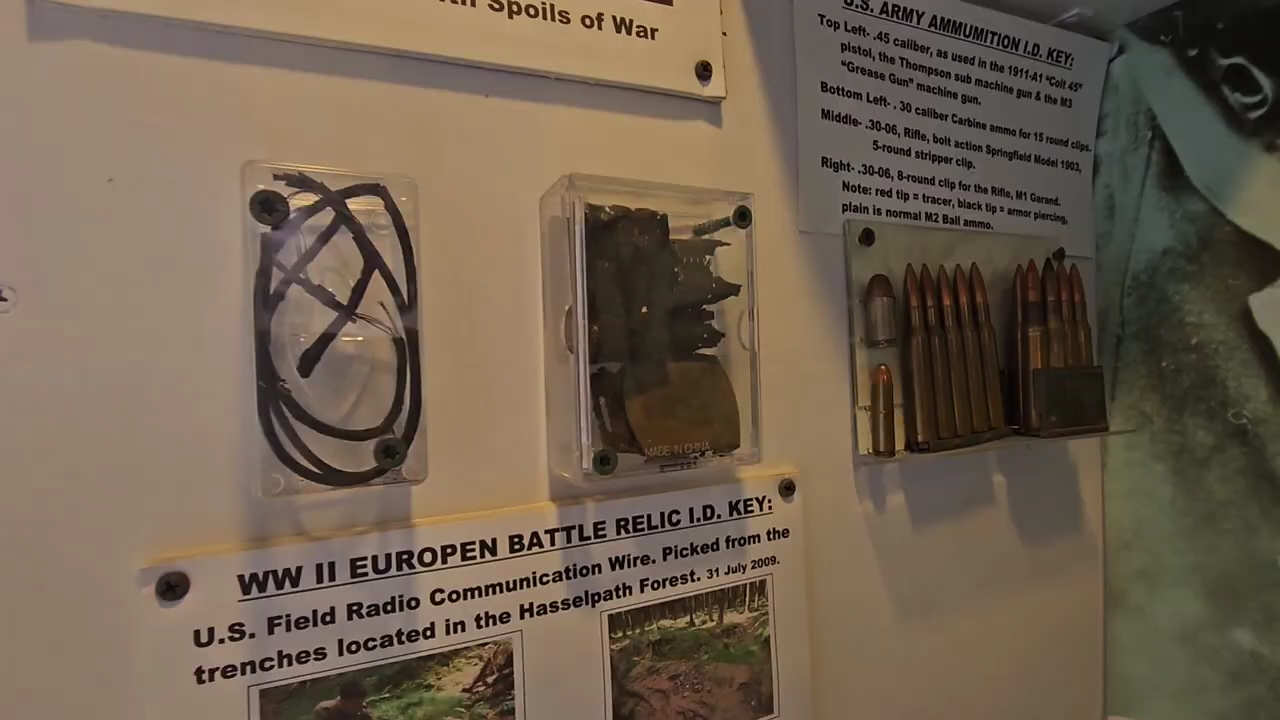 Spoils of War
U.S. ARMY AMMUMITION I.D. KEY:
Top Left- .45 caliber, as used in the 1911-A1 "Colt 45"
pistol, the Thompson sub machine gun & the M3
"Grease Gun" machine gun.
Bottom Left- . 30 caliber Carbine ammo for 15 round clips.
Middle- .30-06, Rifle, bolt action Springfield Model 1903,
5-round stripper clip.
Right- .30-06, 8-round clip for the Rifle, M1 Garand.
Note: red tip = tracer, black tip = armor piercing,
plain is normal M2 Ball ammo.
MADE IN CHINA
WW II EUROPEN BATTLE RELIC I.D. KEY:
U.S. Field Radio Communication Wire. Picked from the
trenches located in the Hasselpath Forest. 31 July 2009.